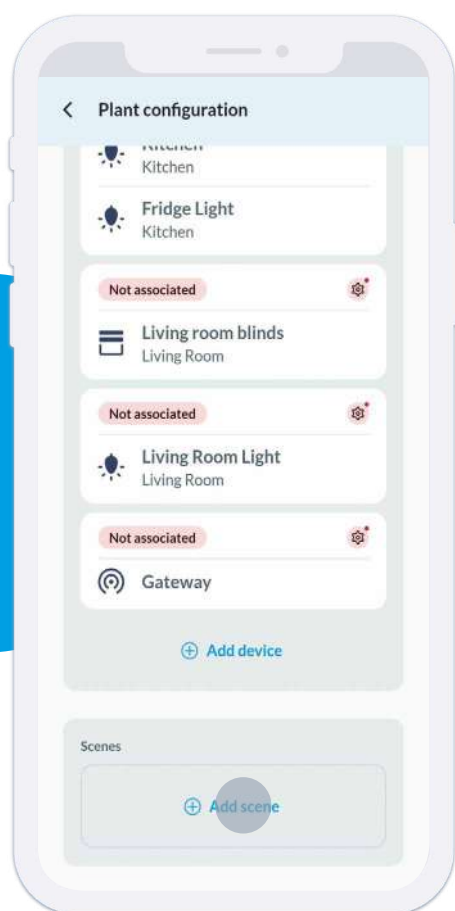 Plant configuration
Kitchen
Kitchen
Fridge Light
Kitchen
Not associated
Living room blinds
Living Room
Not associated
Living Room Light
Living Room
Not associated
Gateway
Add device
Scenes
Add scene